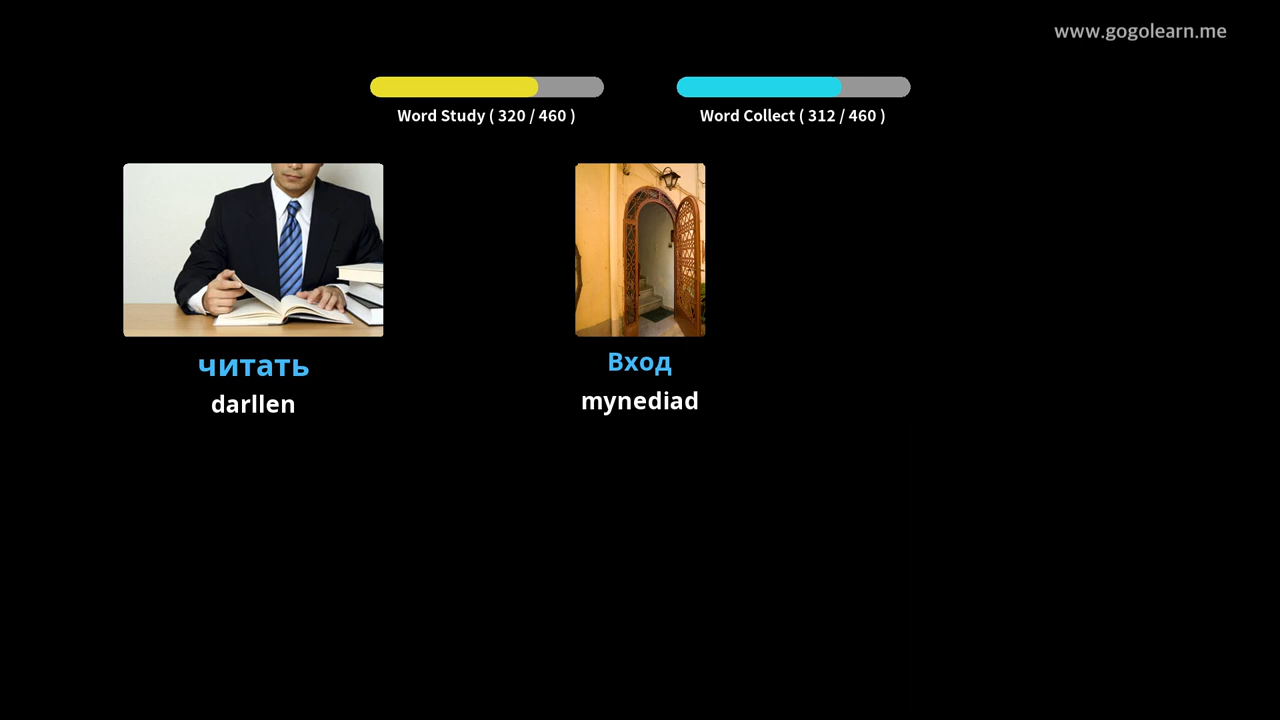 www.gogolearn.me
Word Study ( 320 / 460 )
Word Collect ( 312 / 460 )
читать
darllen
Вход
mynediad